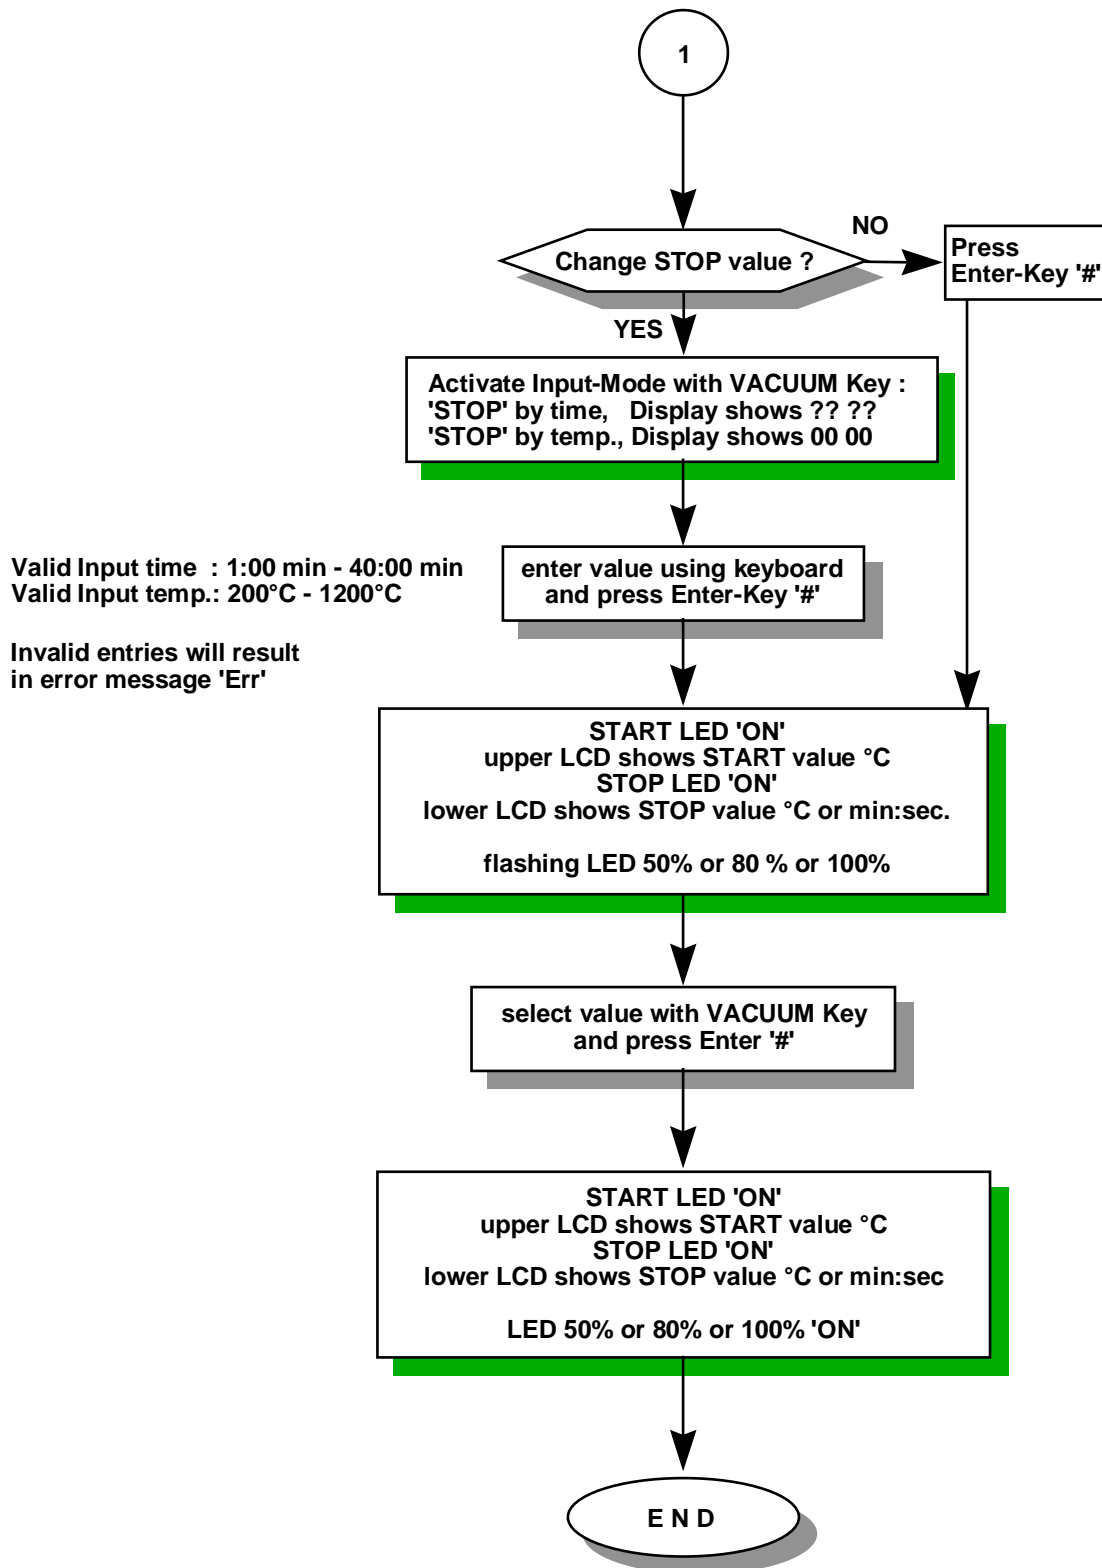 1
Change STOP value ?
NO
Press
Enter-Key '#'
YES
Activate Input-Mode with VACUUM Key :
'STOP' by time, Display shows ?? ??
'STOP' by temp., Display shows 00 00
Valid Input time : 1:00 min - 40:00 min
Valid Input temp.: 200°C - 1200°C
Invalid entries will result
in error message 'Err'
enter value using keyboard
and press Enter-Key '#'
START LED 'ON'
upper LCD shows START value °C
STOP LED 'ON'
lower LCD shows STOP value °C or min:sec.
flashing LED 50% or 80 % or 100%
select value with VACUUM Key
and press Enter '#'
START LED 'ON'
upper LCD shows START value °C
STOP LED 'ON'
lower LCD shows STOP value °C or min:sec
LED 50% or 80% or 100% 'ON'
E N D